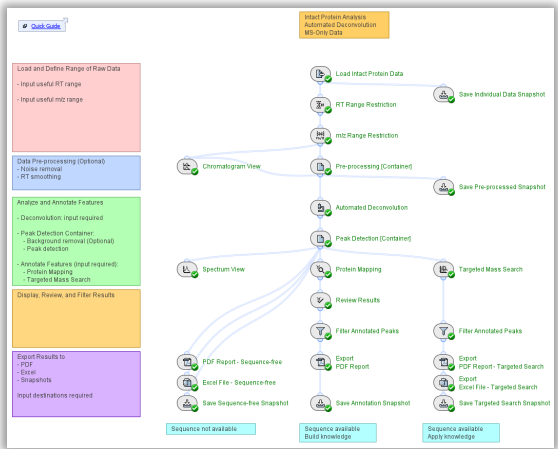 Quick Guide
Intact Protein Analysis
Automated Deconvolution
MS-Only Data
Load and Define Range of Raw Data
- Input useful RT range
- Input useful m/z range
Load Intact Protein Data
Save Individual Data Snapshot
RT Range Restriction
m/z Range Restriction
Data Pre-processing (Optional)
- Noise removal
- RT smoothing
Chromatogram View
Pre-processing [Container]
Save Pre-processed Snapshot
Analyze and Annotate Features
- Deconvolution: input required
- Peak Detection Container:
- Background removal (Optional)
- Peak detection
- Annotate Features (input required):
- Protein Mapping
- Targeted Mass Search
Automated Deconvolution
Peak Detection [Container]
Spectrum View
Protein Mapping
Targeted Mass Search
Display, Review, and Filter Results
Review Results
Filter Annotated Peaks
Filter Annotated Peaks
Export Results to
- PDF
- Excel
- Snapshots
Input destinations required
PDF Report - Sequence-free
Export
PDF Report
Export
PDF Report - Targeted Search
Excel File - Sequence-free
Export
Excel File - Targeted Search
Save Sequence-free Snapshot
Save Annotation Snapshot
Save Targeted Search Snapshot
Sequence not available
Sequence available
Build knowledge
Sequence available
Apply knowledge